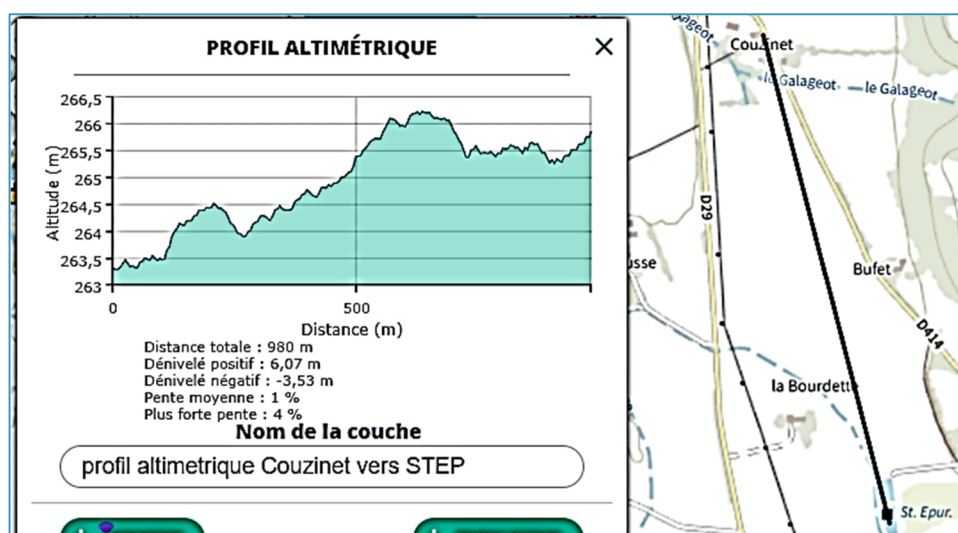 PROFIL ALTIMÉTRIQUE
266,5
266
265,5
265
264,5
264
263,5
263
Altitude (m)
0
500
Distance (m)
Distance totale : 980 m
Dénivelé positif : 6,07 m
Dénivelé négatif : -3,53 m
Pente moyenne : 1 %
Plus forte pente : 4 %
Nom de la couche
profil altimetrique Couzinet vers STEP
Couzinet
le Galageot
le Galageot
D29
Bufet
D414
la Bourdette
St. Epur.